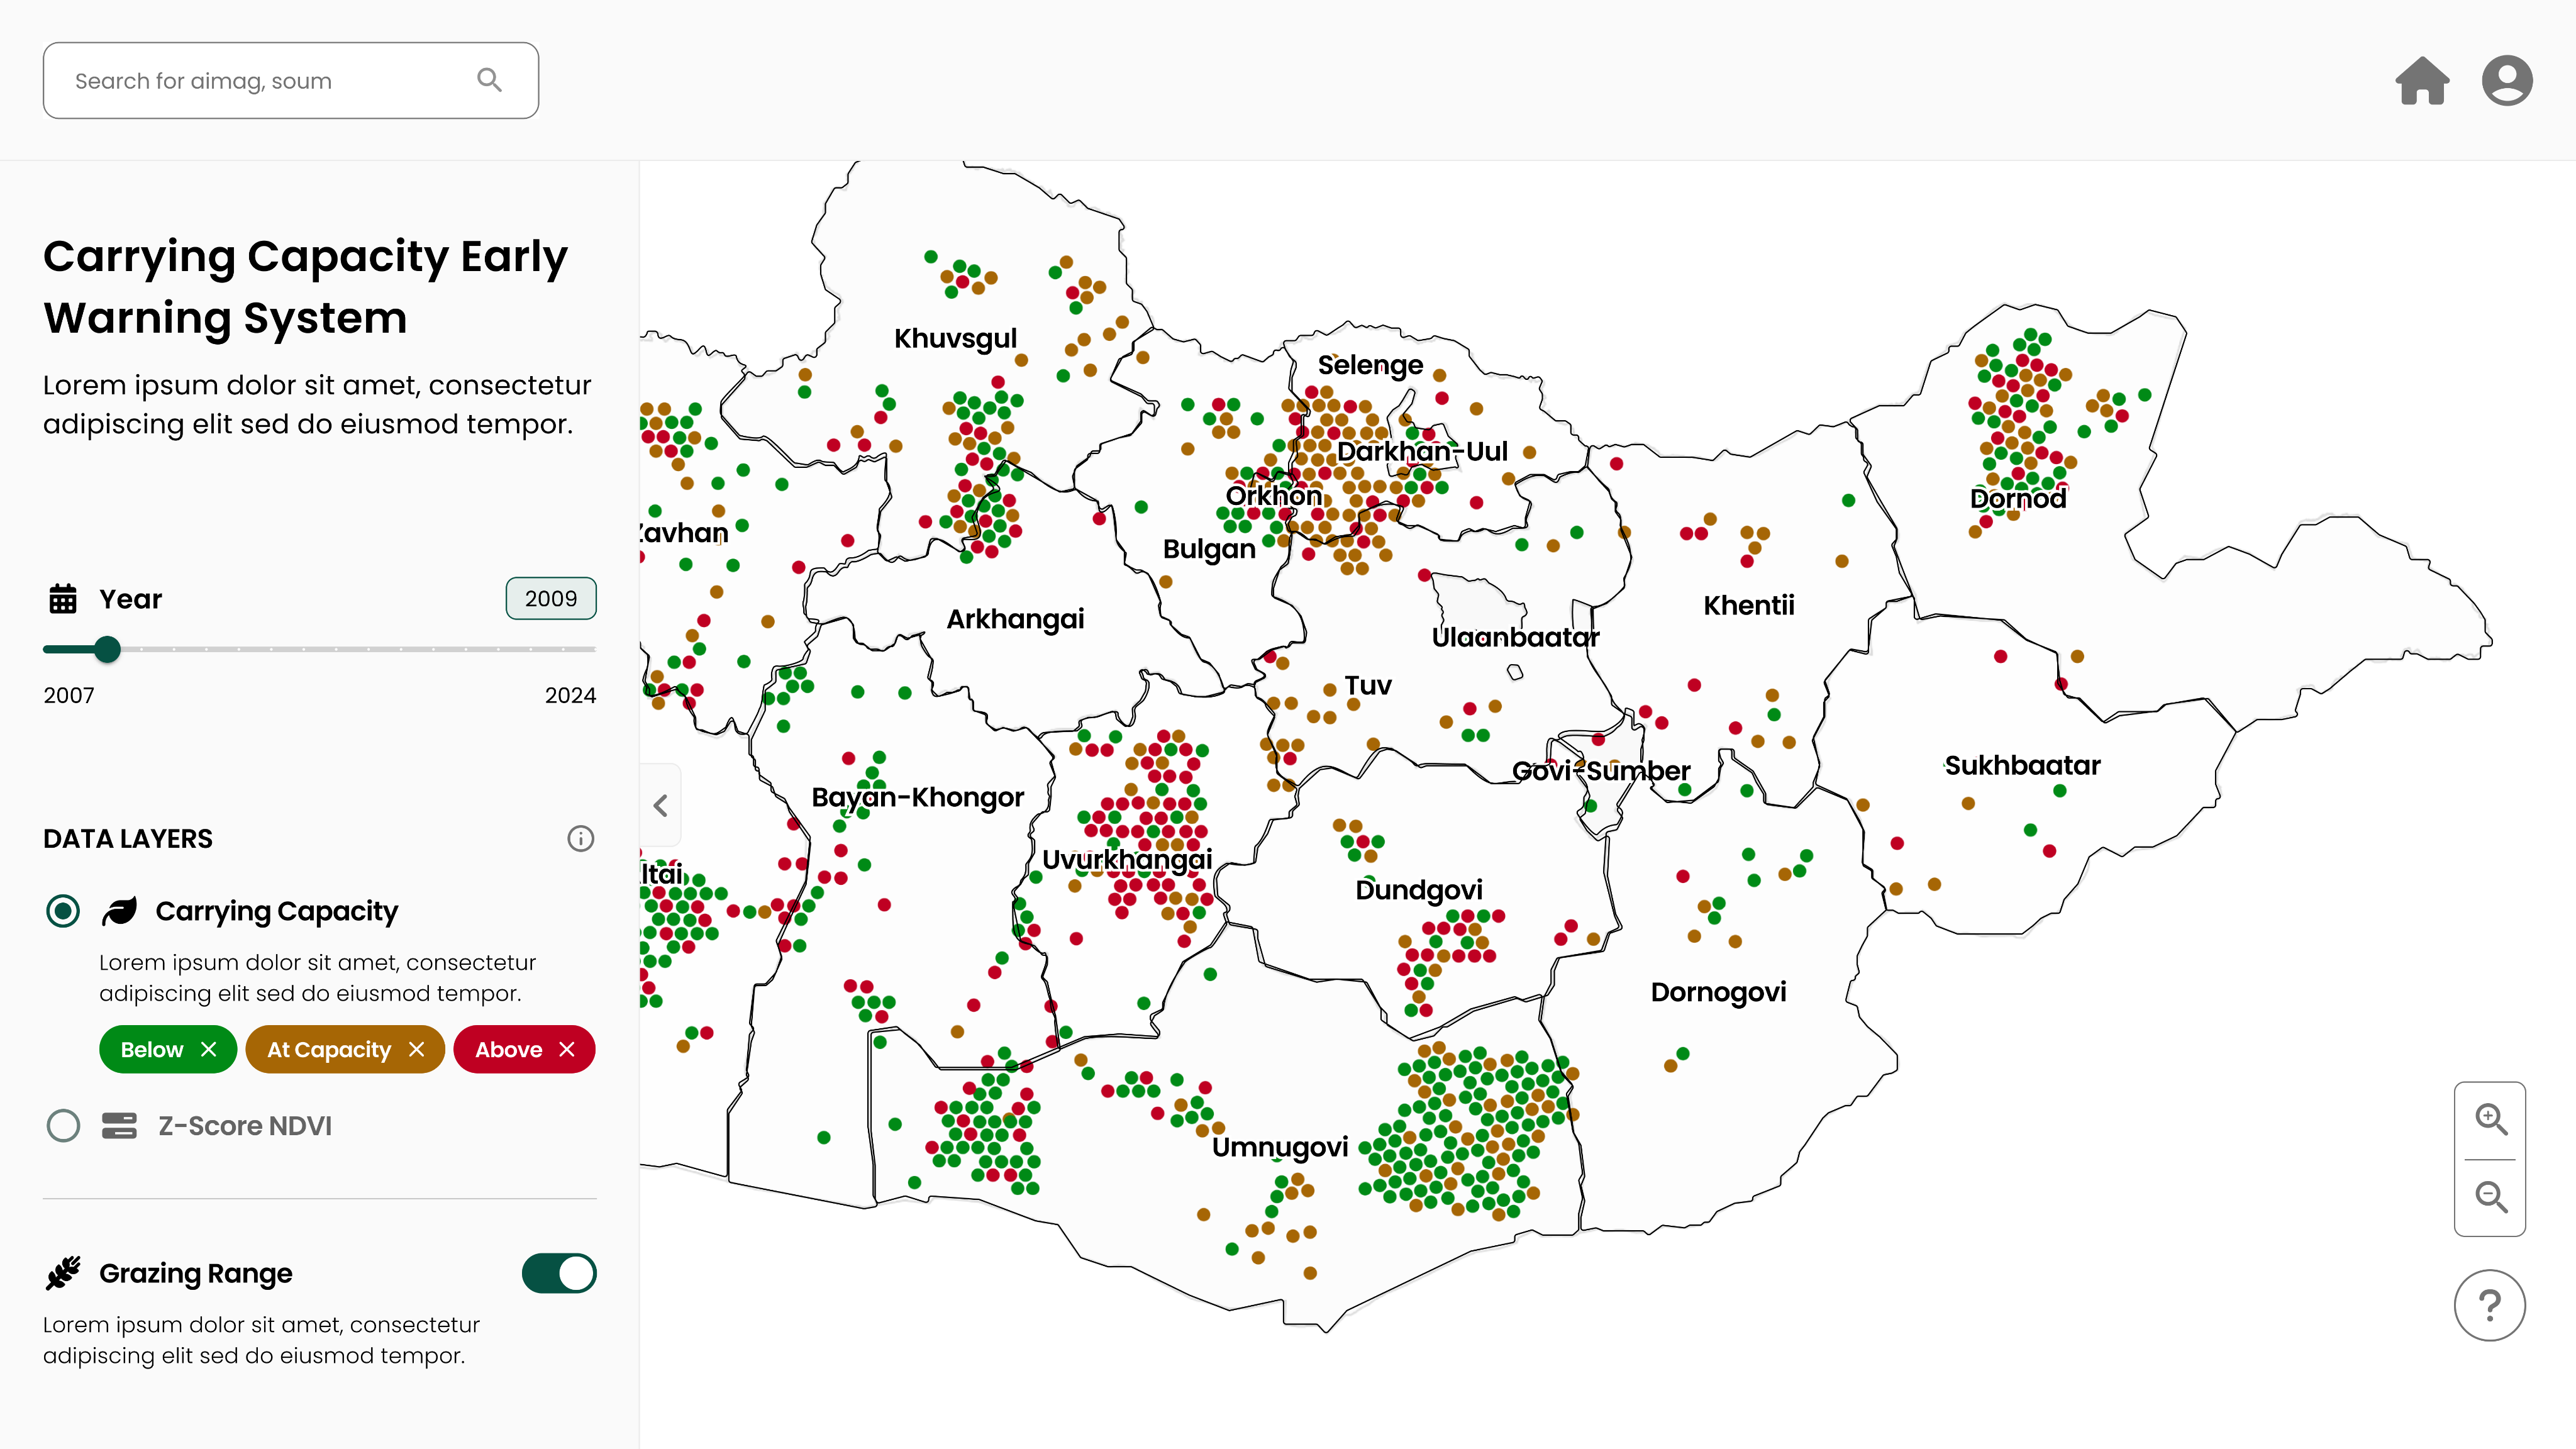 Search for aimag, soum
Carrying Capacity Early
Warning System
Lorem ipsum dolor sit amet, consectetur
adipiscing elit sed do eiusmod tempor.
Year
2009
2007
2024
DATA LAYERS
Carrying Capacity
Lorem ipsum dolor sit amet, consectetur
adipiscing elit sed do eiusmod tempor.
Below
At Capacity
Above
Z-Score NDVI
Grazing Range
Lorem ipsum dolor sit amet, consectetur
adipiscing elit sed do eiusmod tempor.
Khuvsgul
Selenge
Darkhan-Uul
Orkhon
Dornod
avhan
Bulgan
Khentii
Arkhangai
Ulaanbaatar
Tuv
Sukhbaatar
Govi-Sumber
Bayan-Khongor
Uvurkhangai
ltai
Dundgovi
Dornogovi
Umnugovi
?